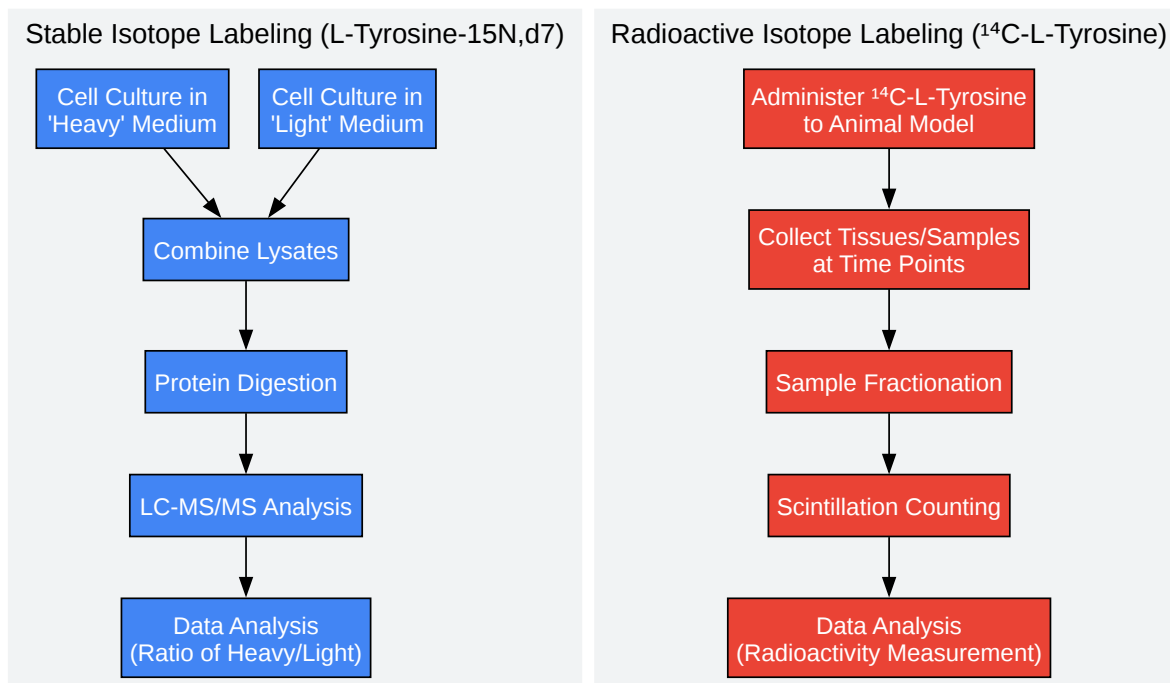 Stable Isotope Labeling (L-Tyrosine-15N,d7)
Cell Culture in
'Heavy' Medium
Cell Culture in
'Light' Medium
Combine Lysates
Protein Digestion
LC-MS/MS Analysis
Data Analysis
(Ratio of Heavy/Light)
Radioactive Isotope Labeling (¹⁴C-L-Tyrosine)
Administer ¹⁴C-L-Tyrosine
to Animal Model
Collect Tissues/Samples
at Time Points
Sample Fractionation
Scintillation Counting
Data Analysis
(Radioactivity Measurement)